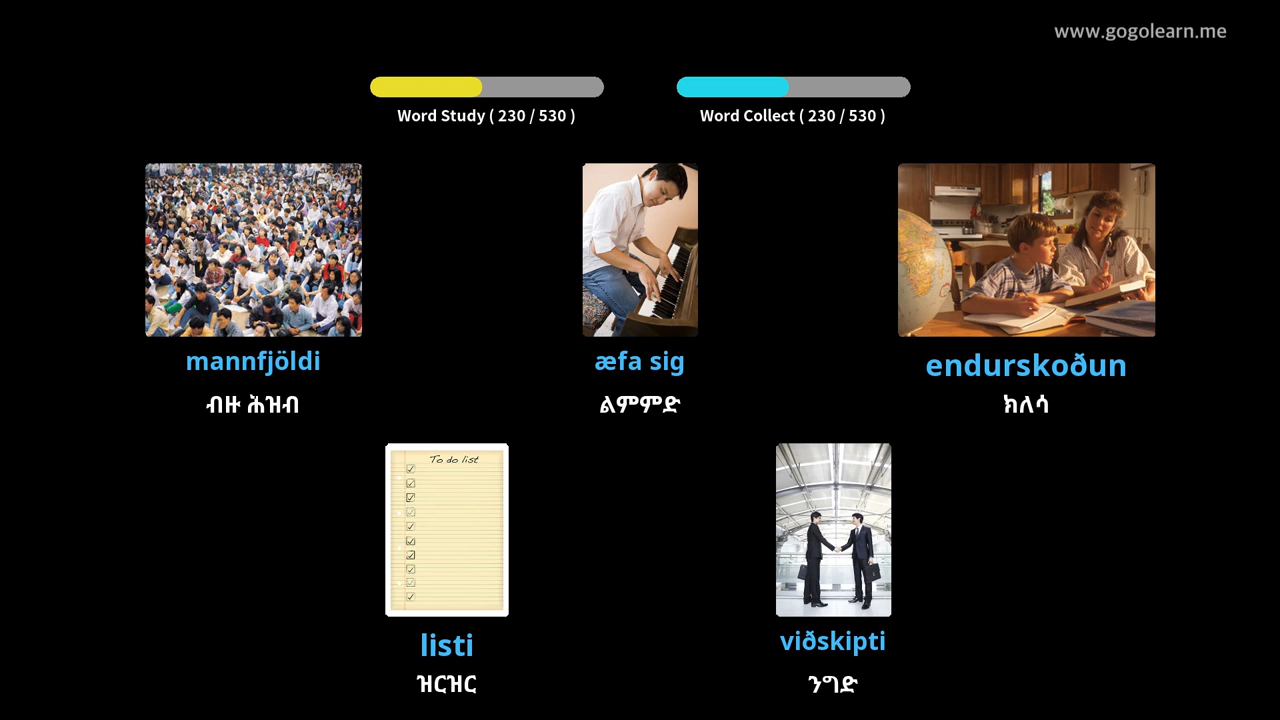 www.gogolearn.me
Word Study ( 230 / 530 )
Word Collect ( 230 / 530 )
mannfjöldi
ብዙ ሕዝብ
æfa sig
ልምምድ
endurskoðun
ክለሳ
To do list
listi
ዝርዝር
viðskipti
ንግድ